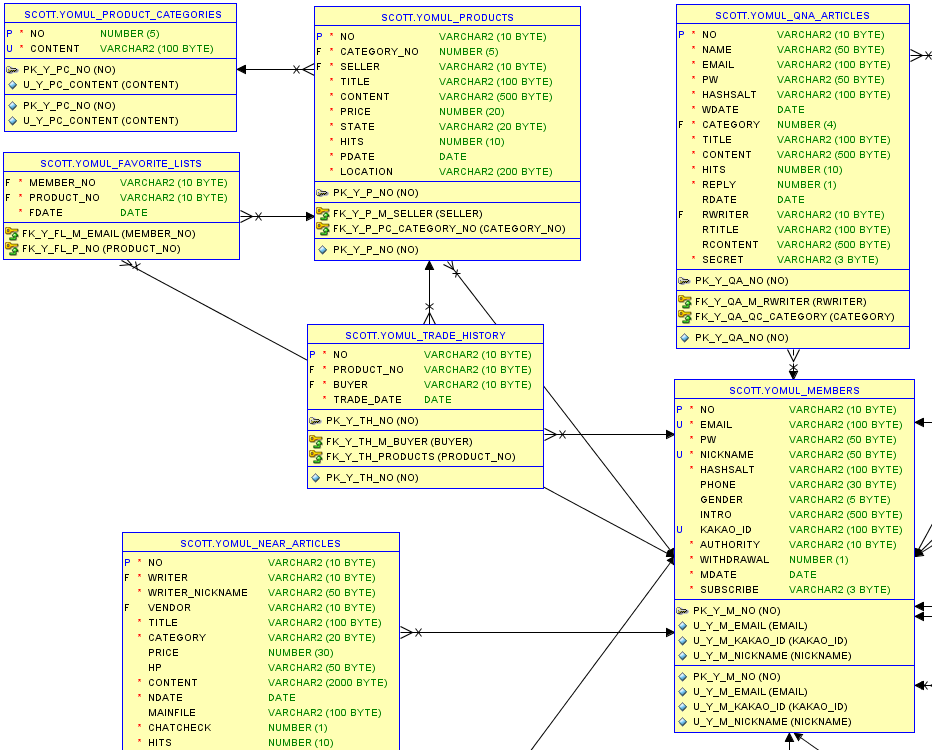 SCOTT.YOMUL_PRODUCT_CATEGORIES
P * NO NUMBER (5)
U * CONTENT VARCHAR2 (100 BYTE)
PK_Y_PC_NO (NO)
U_Y_PC_CONTENT (CONTENT)
PK_Y_PC_NO (NO)
U_Y_PC_CONTENT (CONTENT)
SCOTT.YOMUL_PRODUCTS
P * NO VARCHAR2 (10 BYTE)
F * CATEGORY_NO NUMBER (5)
F * SELLER VARCHAR2 (10 BYTE)
* TITLE VARCHAR2 (100 BYTE)
* CONTENT VARCHAR2 (500 BYTE)
* PRICE NUMBER (20)
* STATE VARCHAR2 (20 BYTE)
* HITS NUMBER (10)
* PDATE DATE
* LOCATION VARCHAR2 (200 BYTE)
PK_Y_P_NO (NO)
FK_Y_P_M_SELLER (SELLER)
FK_Y_P_PC_CATEGORY_NO (CATEGORY_NO)
PK_Y_P_NO (NO)
SCOTT.YOMUL_QNA_ARTICLES
P * NO VARCHAR2 (10 BYTE)
* NAME VARCHAR2 (50 BYTE)
* EMAIL VARCHAR2 (100 BYTE)
* PW VARCHAR2 (50 BYTE)
* HASHSALT VARCHAR2 (100 BYTE)
* WDATE DATE
F * CATEGORY NUMBER (4)
* TITLE VARCHAR2 (100 BYTE)
* CONTENT VARCHAR2 (500 BYTE)
* HITS NUMBER (10)
* REPLY NUMBER (1)
RDATE DATE
F RWRITER VARCHAR2 (10 BYTE)
RTITLE VARCHAR2 (100 BYTE)
RCONTENT VARCHAR2 (500 BYTE)
* SECRET VARCHAR2 (3 BYTE)
PK_Y_QA_NO (NO)
FK_Y_QA_M_RWRITER (RWRITER)
FK_Y_QA_QC_CATEGORY (CATEGORY)
PK_Y_QA_NO (NO)
SCOTT.YOMUL_FAVORITE_LISTS
F * MEMBER_NO VARCHAR2 (10 BYTE)
F * PRODUCT_NO VARCHAR2 (10 BYTE)
* FDATE DATE
FK_Y_FL_M_EMAIL (MEMBER_NO)
FK_Y_FL_P_NO (PRODUCT_NO)
SCOTT.YOMUL_TRADE_HISTORY
P * NO VARCHAR2 (10 BYTE)
F * PRODUCT_NO VARCHAR2 (10 BYTE)
F * BUYER VARCHAR2 (10 BYTE)
* TRADE_DATE DATE
PK_Y_TH_NO (NO)
FK_Y_TH_M_BUYER (BUYER)
FK_Y_TH_PRODUCTS (PRODUCT_NO)
PK_Y_TH_NO (NO)
SCOTT.YOMUL_MEMBERS
P * NO VARCHAR2 (10 BYTE)
U * EMAIL VARCHAR2 (100 BYTE)
* PW VARCHAR2 (50 BYTE)
U * NICKNAME VARCHAR2 (50 BYTE)
* HASHSALT VARCHAR2 (100 BYTE)
PHONE VARCHAR2 (30 BYTE)
GENDER VARCHAR2 (5 BYTE)
INTRO VARCHAR2 (500 BYTE)
U KAKAO_ID VARCHAR2 (100 BYTE)
* AUTHORITY VARCHAR2 (10 BYTE)
* WITHDRAWAL NUMBER (1)
* MDATE DATE
* SUBSCRIBE VARCHAR2 (3 BYTE)
PK_Y_M_NO (NO)
U_Y_M_EMAIL (EMAIL)
U_Y_M_KAKAO_ID (KAKAO_ID)
U_Y_M_NICKNAME (NICKNAME)
PK_Y_M_NO (NO)
U_Y_M_EMAIL (EMAIL)
U_Y_M_KAKAO_ID (KAKAO_ID)
U_Y_M_NICKNAME (NICKNAME)
SCOTT.YOMUL_NEAR_ARTICLES
P * NO VARCHAR2 (10 BYTE)
F * WRITER VARCHAR2 (10 BYTE)
* WRITER_NICKNAME VARCHAR2 (50 BYTE)
F VENDOR VARCHAR2 (10 BYTE)
* TITLE VARCHAR2 (100 BYTE)
* CATEGORY VARCHAR2 (20 BYTE)
PRICE NUMBER (30)
HP VARCHAR2 (50 BYTE)
* CONTENT VARCHAR2 (2000 BYTE)
* NDATE DATE
MAINFILE VARCHAR2 (100 BYTE)
* CHATCHECK NUMBER (1)
* HITS NUMBER (10)